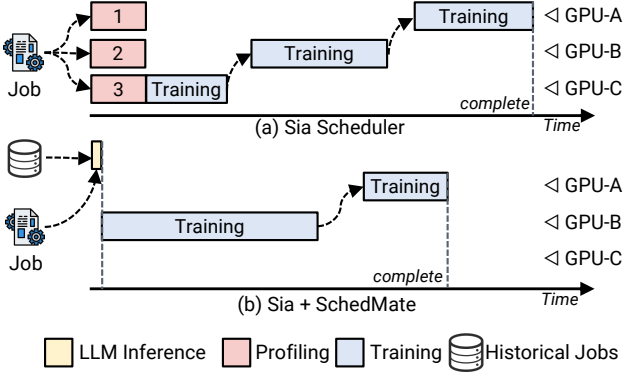 1
Training
◁ GPU-A
2
Training
◁ GPU-B
Job
3
Training
◁ GPU-C
complete
(a) Sia Scheduler
Time
Training
◁ GPU-A
Training
◁ GPU-B
Job
◁ GPU-C
complete
(b) Sia + SchedMate
Time
LLM Inference
Profiling
Training
Historical Jobs